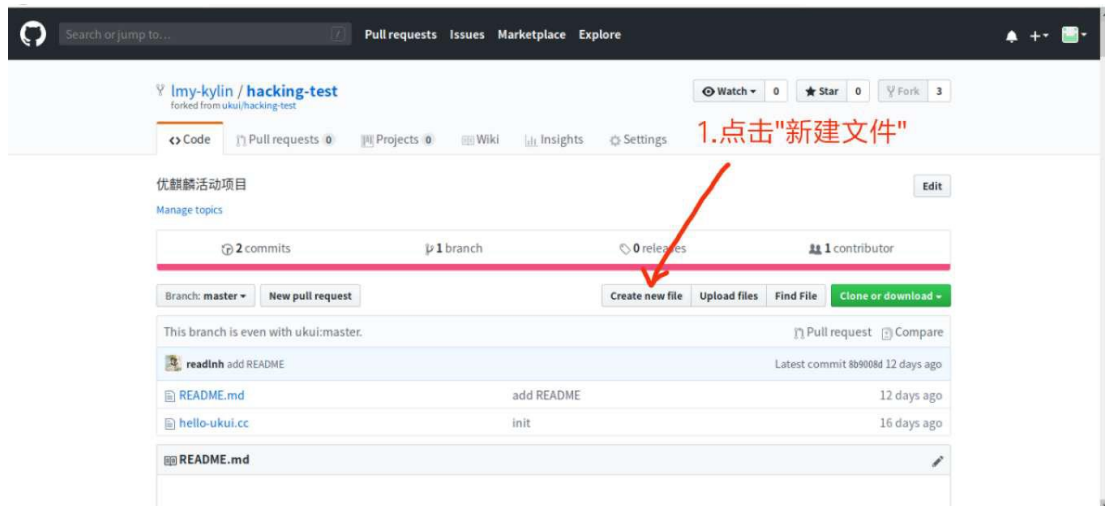 Search or jump to... / Pull requests Issues Marketplace Explore
lmy-kylin / hacking-test
forked from ukui/hacking-test
Watch 0 Star 0 Fork 3
Code Pull requests 0 Projects 0 Wiki Insights Settings
1.点击"新建文件"
优麒麟活动项目
Edit
Manage topics
2 commits 1 branch 0 releases 1 contributor
Branch: master New pull request Create new file Upload files Find File Clone or download
This branch is even with ukui:master. Pull request Compare
readlnh add README Latest commit 8b9008d 12 days ago
README.md add README 12 days ago
hello-ukui.cc init 16 days ago
README.md